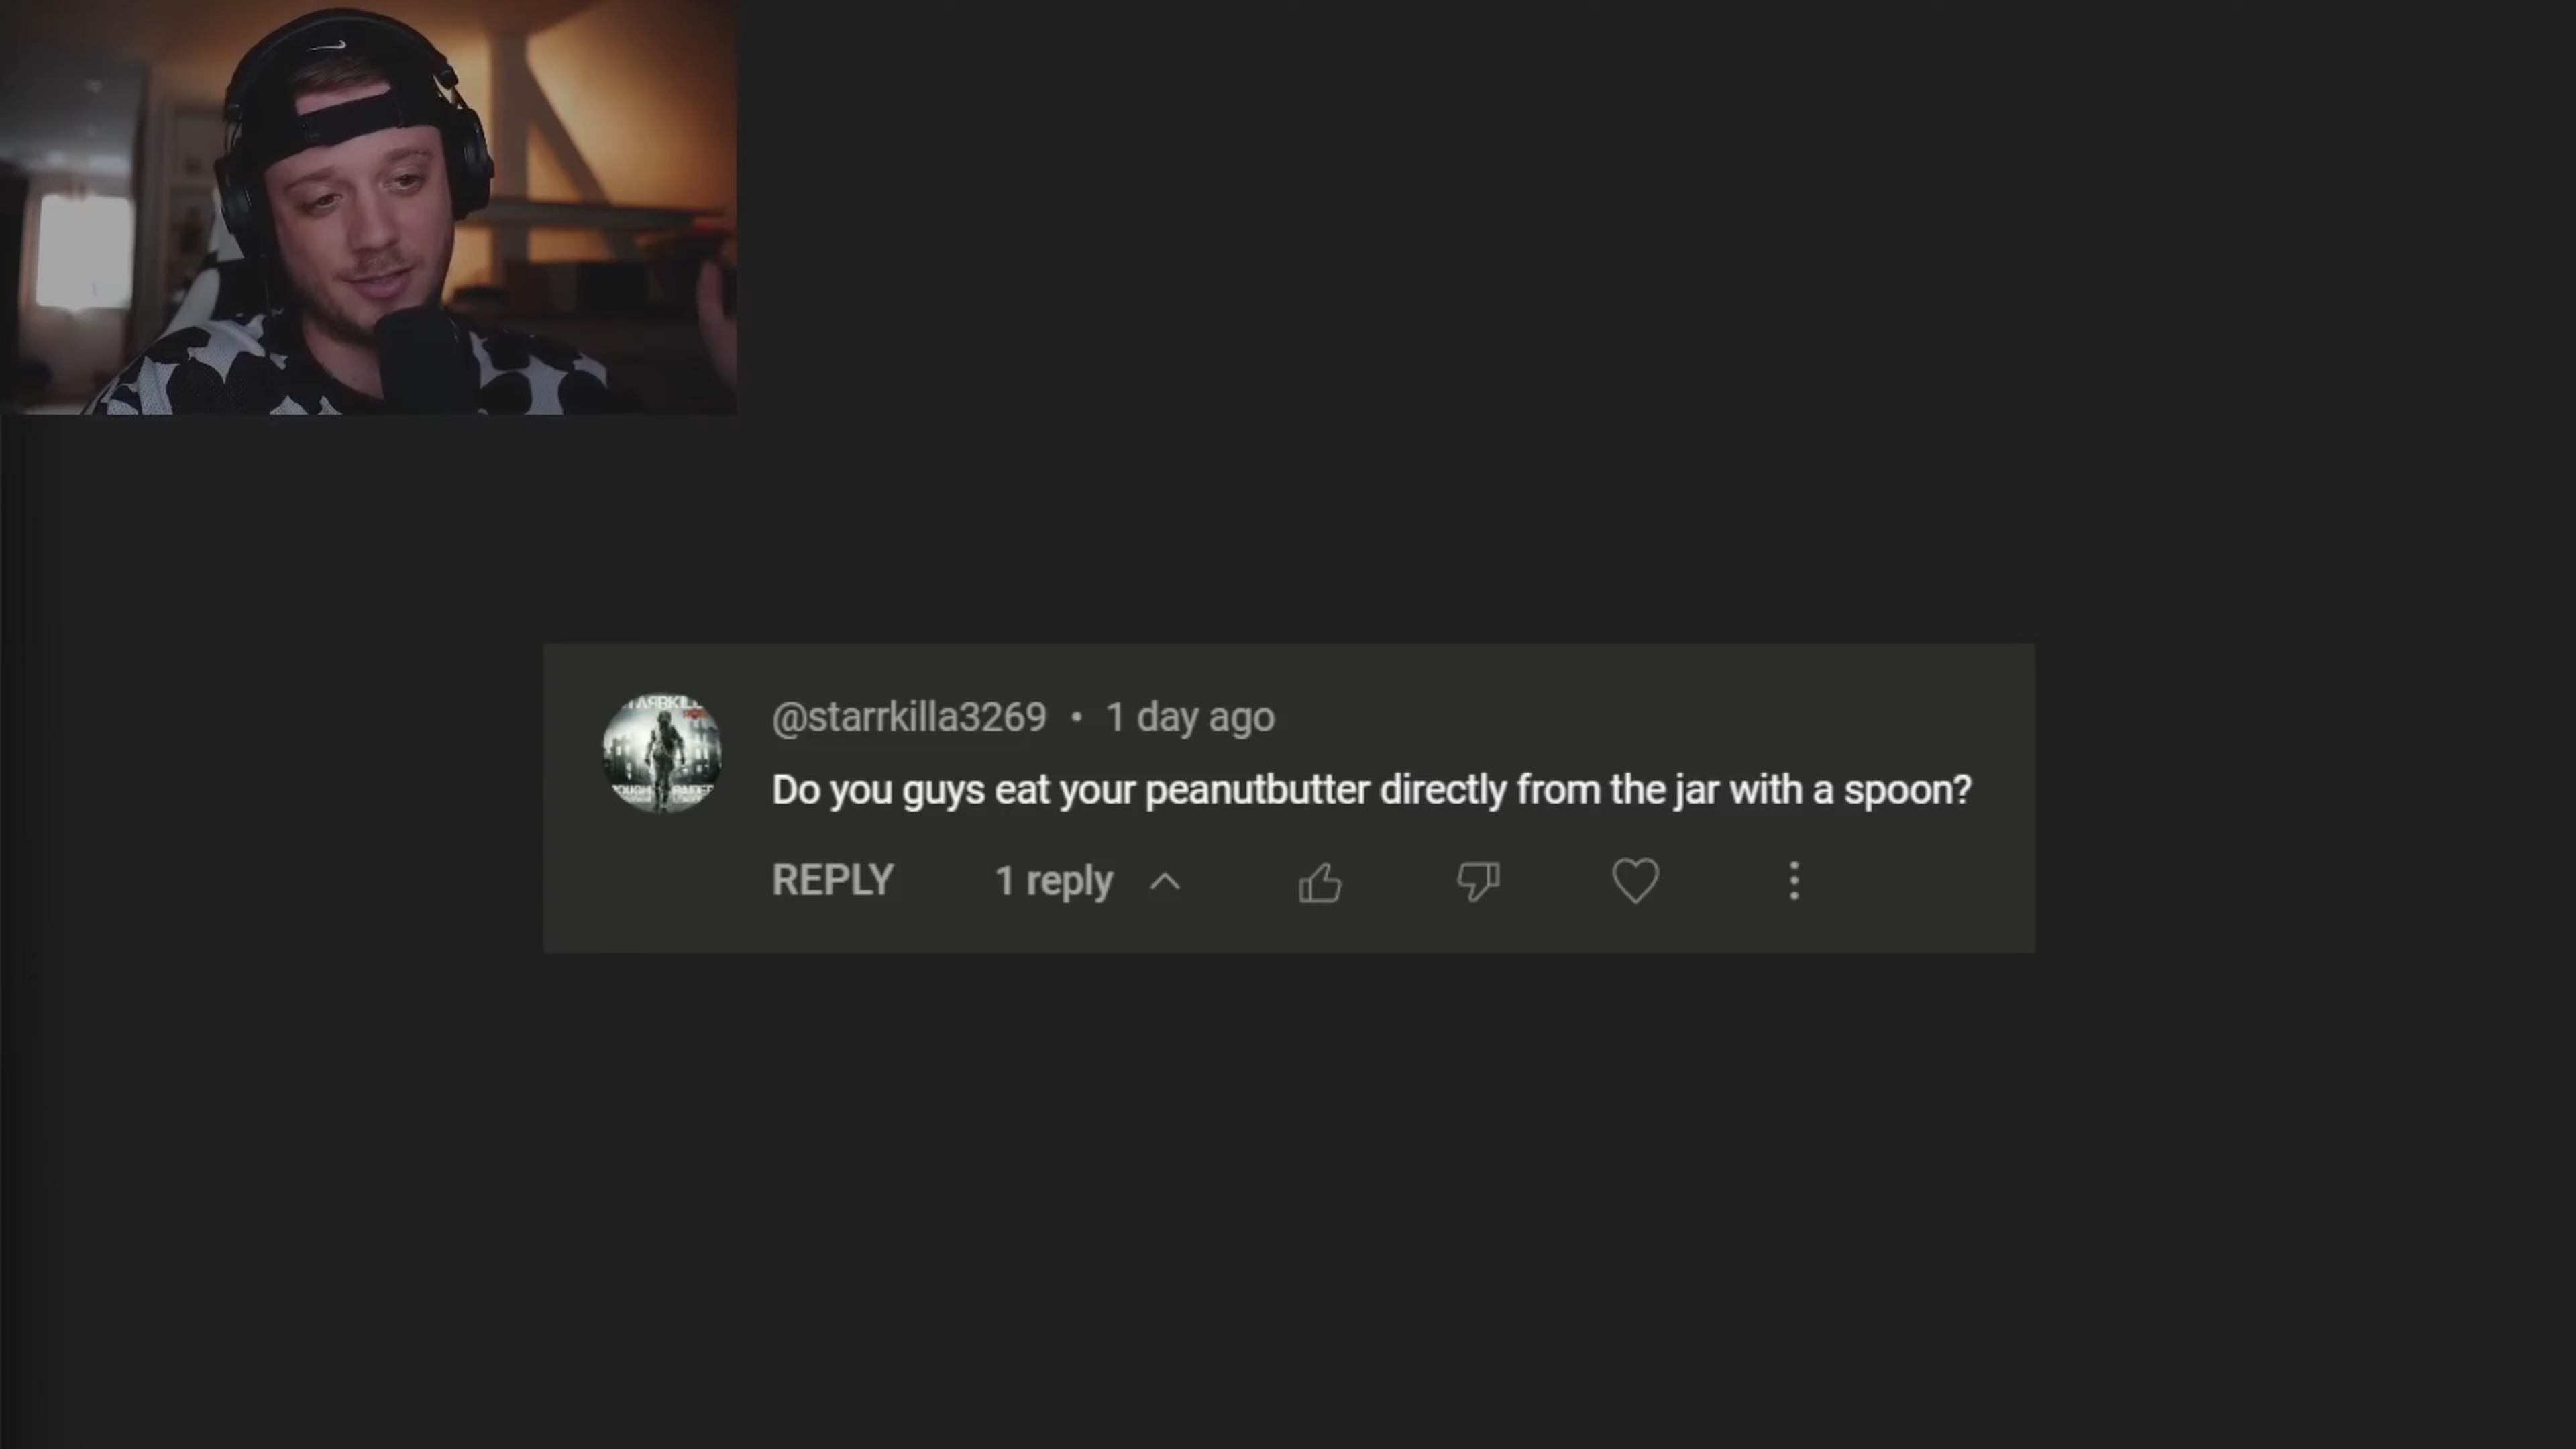 @starrkilla3269 • 1 day ago
Do you guys eat your peanutbutter directly from the jar with a spoon?
REPLY 1 reply